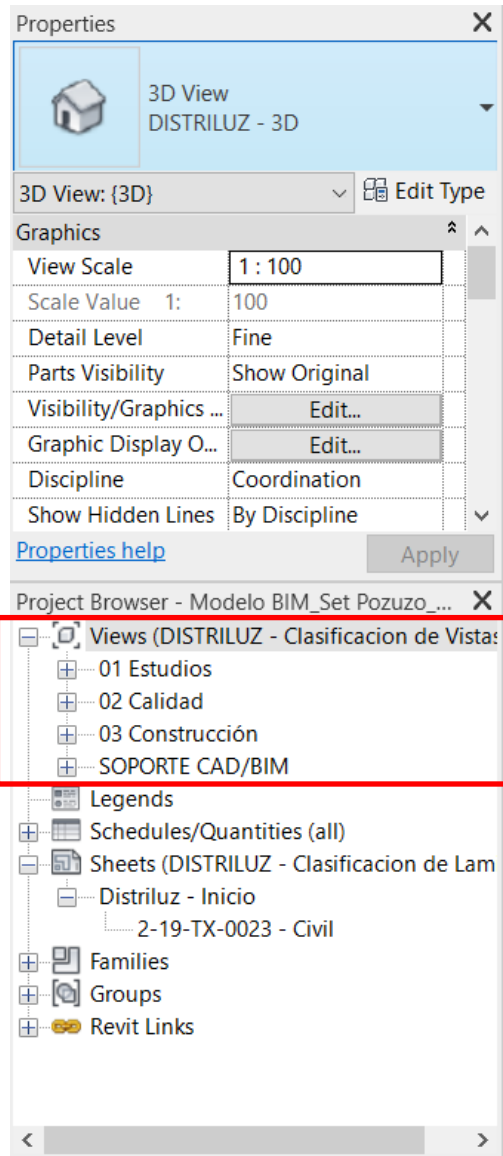 Properties
3D View
DISTRILUZ - 3D
3D View: {3D} Edit Type
Graphics
View Scale 1 : 100
Scale Value 1: 100
Detail Level Fine
Parts Visibility Show Original
Visibility/Graphics ... Edit...
Graphic Display O... Edit...
Discipline Coordination
Show Hidden Lines By Discipline
Properties help Apply
Project Browser - Modelo BIM_Set Pozuzo_...
Views (DISTRILUZ - Clasificacion de Vistas
01 Estudios
02 Calidad
03 Construcción
SOPORTE CAD/BIM
Legends
Schedules/Quantities (all)
Sheets (DISTRILUZ - Clasificacion de Lam
Distriluz - Inicio
2-19-TX-0023 - Civil
Families
Groups
Revit Links